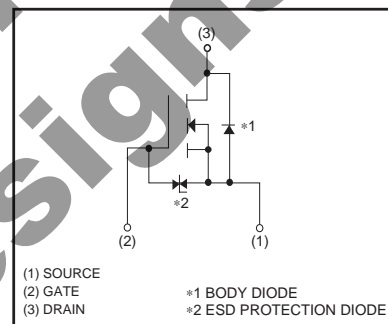 (3)
∗1
∗2
(2)
(1)
(1) SOURCE
(2) GATE
(3) DRAIN
∗1 BODY DIODE
∗2 ESD PROTECTION DIODE